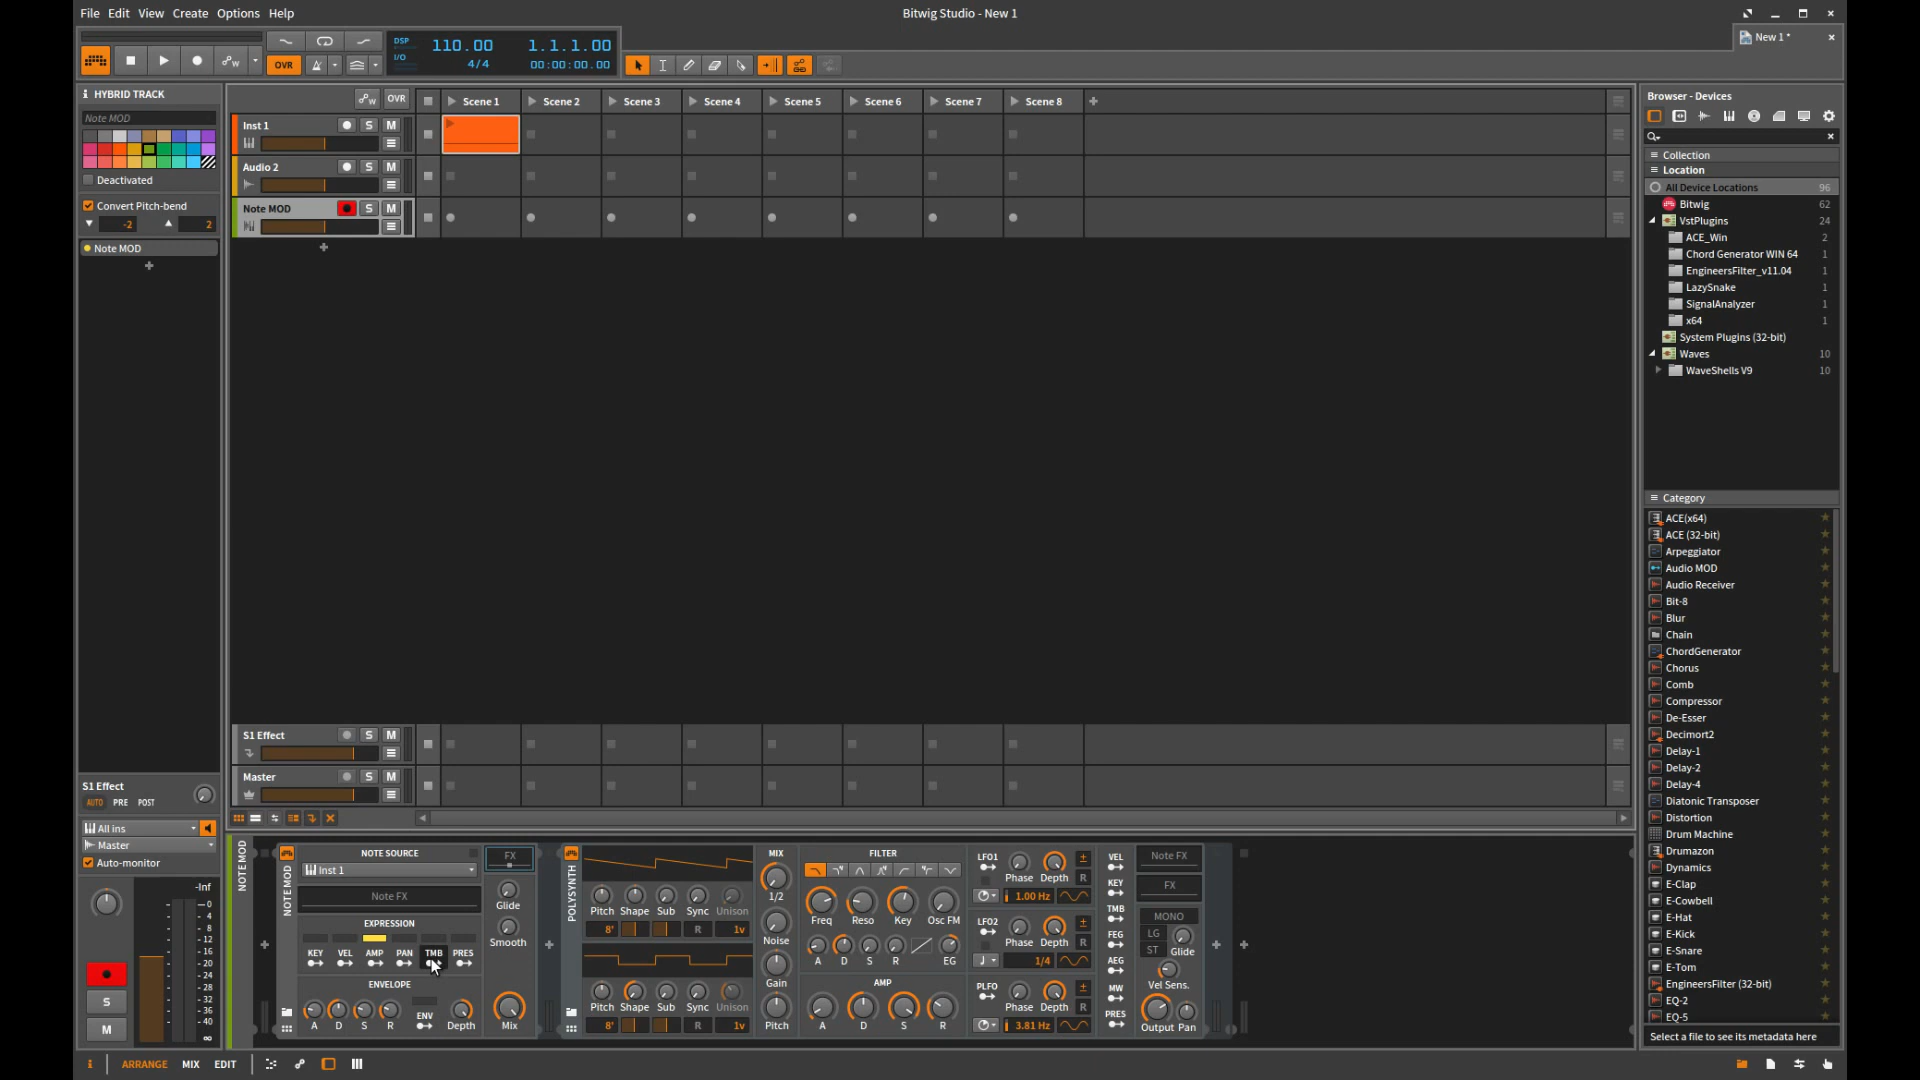 File Edit View Create Options Help
Bitwig Studio - New 1
New 1 *
OVR
DSP
I/O
110.00
4/4
1.1.1.00
00:00:00.00
HYBRID TRACK
Note MOD
Deactivated
Convert Pitch-bend
-2 2
Note MOD
OVR
Scene 1 Scene 2 Scene 3 Scene 4 Scene 5 Scene 6 Scene 7 Scene 8
Inst 1 S M
Audio 2 S M
Note MOD S M
S1 Effect S M
Master S M
S1 Effect
AUTO PRE POST
All ins
Master
Auto-monitor
-Inf
0
4
8
12
16
20
24
28
32
36
40
∞
S
M
NOTE MOD
NOTE MOD
NOTE SOURCE
Inst 1
Note FX
EXPRESSION
KEY VEL AMP PAN TMB PRES
ENVELOPE
A D S R ENV Depth
FX
Glide
Smooth
Mix
POLYSYNTH
Pitch Shape Sub Sync Unison
8' R 1v
Pitch Shape Sub Sync Unison
8' R 1v
MIX
1/2
Noise
Gain
Pitch
FILTER
Freq Reso Key Osc FM
A D S R EG
AMP
A D S R
LFO1 Phase Depth ± R
1.00 Hz
LFO2 Phase Depth ± R
1/4
PLFO Phase Depth ± R
3.81 Hz
VEL
KEY
TMB
FEG
AEG
MW
PRES
Note FX
FX
MONO
LG
ST
Glide
Vel Sens.
Output Pan
Browser - Devices
Collection
Location
All Device Locations 96
Bitwig 62
VstPlugins 24
ACE_Win 2
Chord Generator WIN 64 1
EngineersFilter_v11.04 1
LazySnake 1
SignalAnalyzer 1
x64 1
System Plugins (32-bit)
Waves 10
WaveShells V9 10
Category
ACE(x64)
ACE (32-bit)
Arpeggiator
Audio MOD
Audio Receiver
Bit-8
Blur
Chain
ChordGenerator
Chorus
Comb
Compressor
De-Esser
Decimort2
Delay-1
Delay-2
Delay-4
Diatonic Transposer
Distortion
Drum Machine
Drumazon
Dynamics
E-Clap
E-Cowbell
E-Hat
E-Kick
E-Snare
E-Tom
EngineersFilter (32-bit)
EQ-2
EQ-5
Select a file to see its metadata here
i ARRANGE MIX EDIT